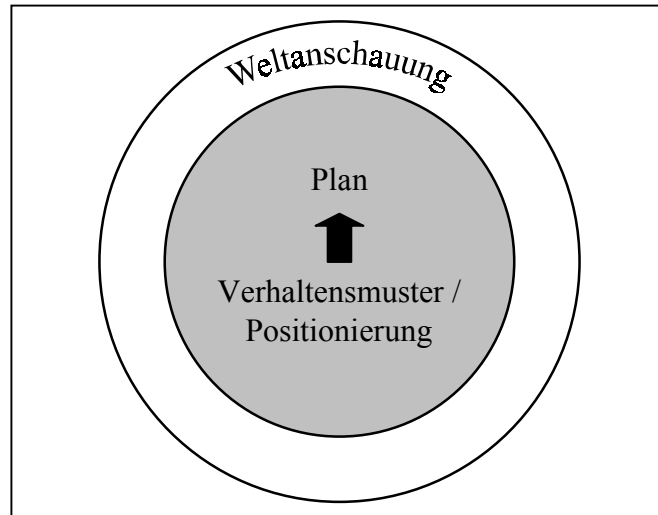 Weltanschauung
Plan
Verhaltensmuster /
Positionierung